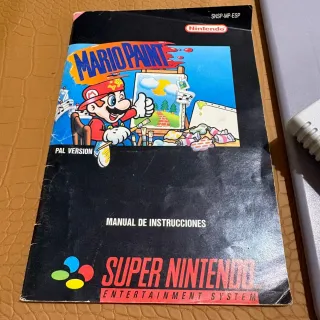 SNSP-MP-ESP
Nintendo
MARIO PAINT
PAL VERSION
MANUAL DE INSTRUCCIONES
SUPER NINTENDO
ENTERTAINMENT SYSTEM